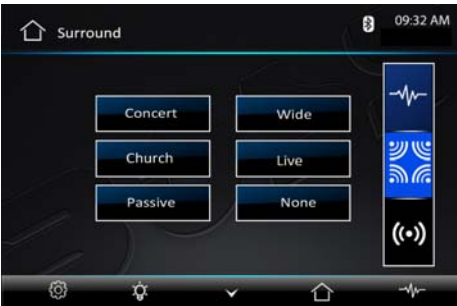 Surround
09:32 AM
Concert
Wide
Church
Live
Passive
None